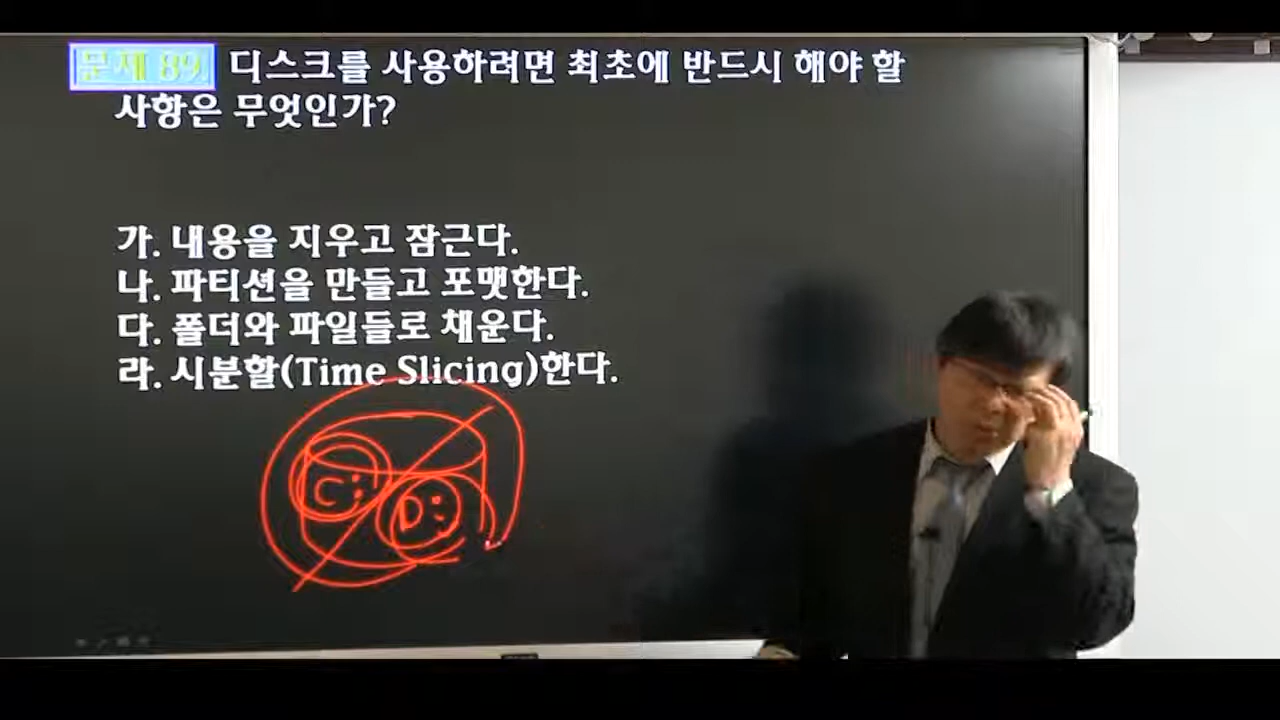 문제 89. 디스크를 사용하려면 최초에 반드시 해야 할
사항은 무엇인가?
가. 내용을 지우고 잠근다.
나. 파티션을 만들고 포맷한다.
다. 폴더와 파일들로 채운다.
라. 시분할(Time Slicing)한다.
C: D: